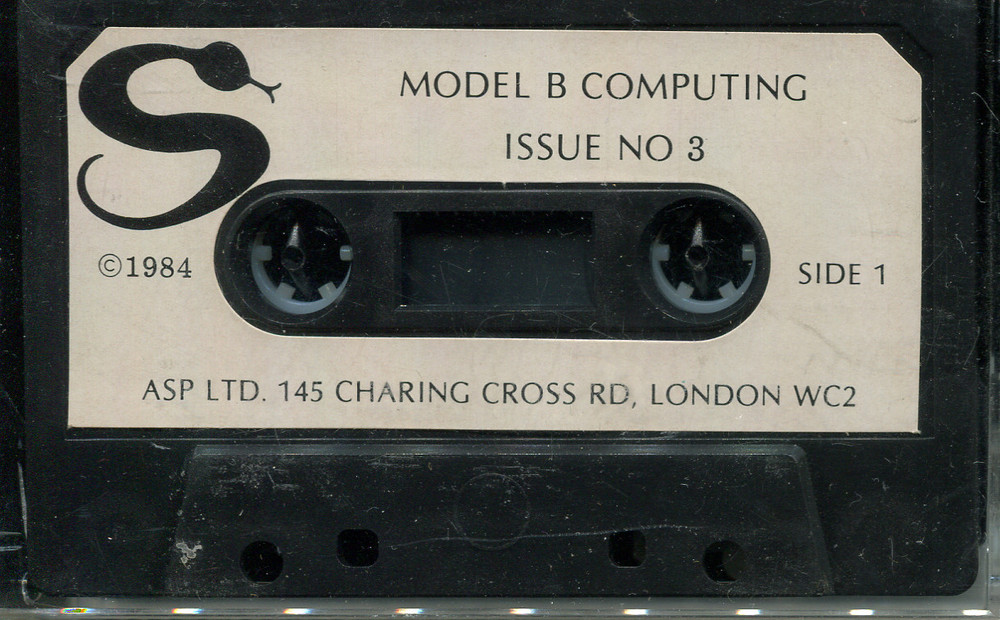 MODEL B COMPUTING
ISSUE NO 3
©1984
SIDE 1
ASP LTD. 145 CHARING CROSS RD, LONDON WC2